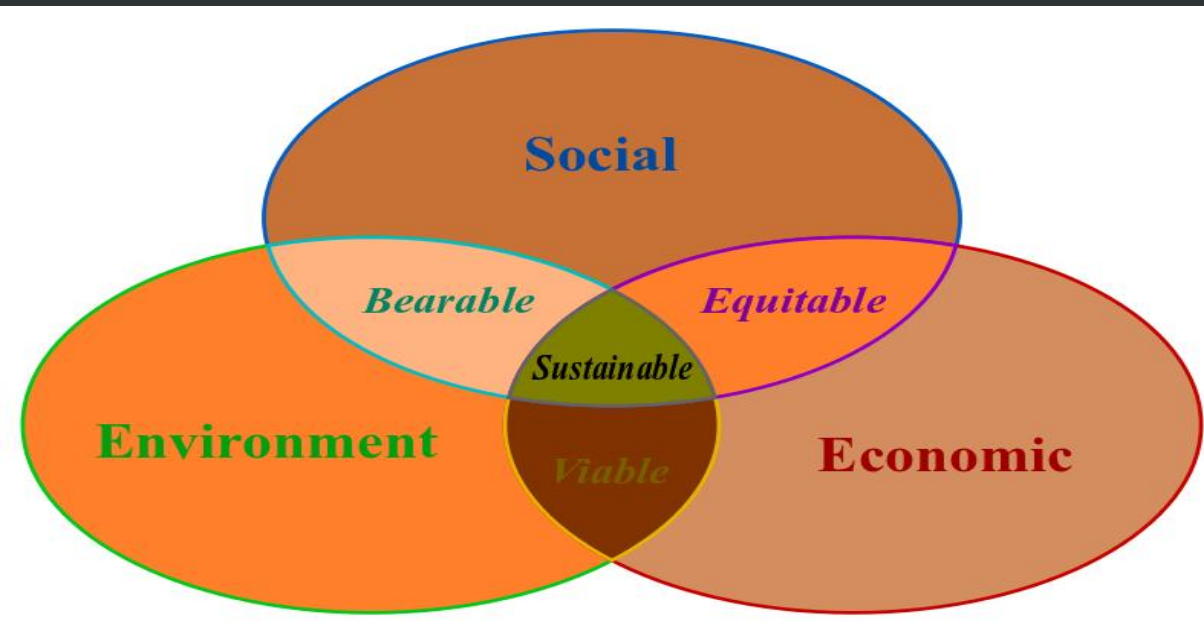 Social
Bearable
Equitable
Sustainable
Environment
Economic
Viable